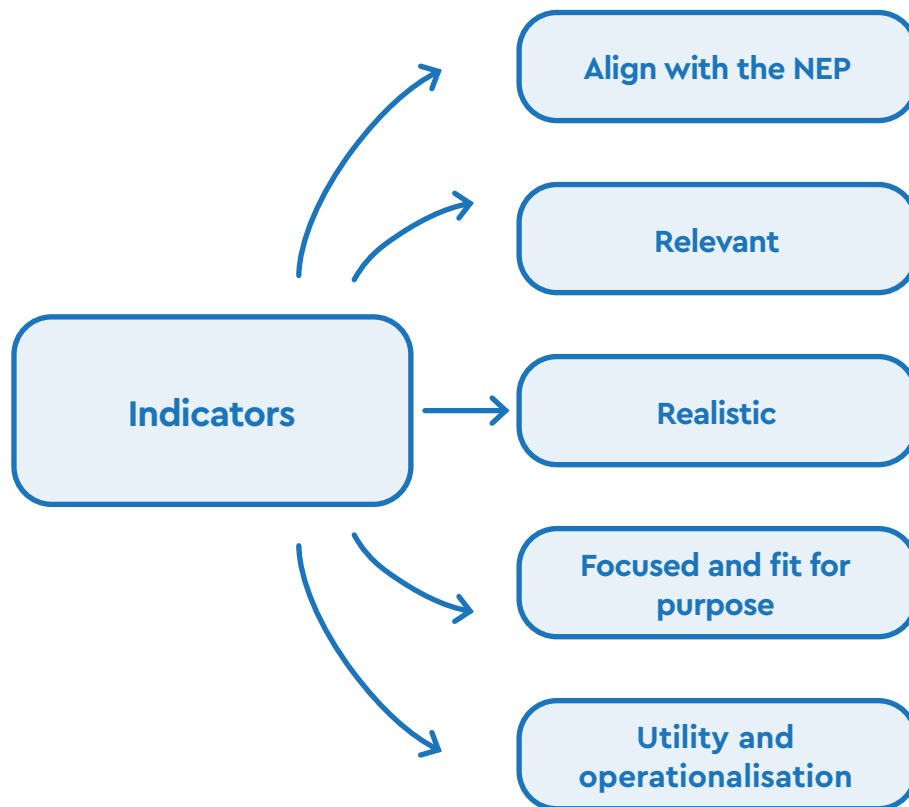 Align with the NEP
Relevant
Indicators
Realistic
Focused and fit for
purpose
Utility and
operationalisation